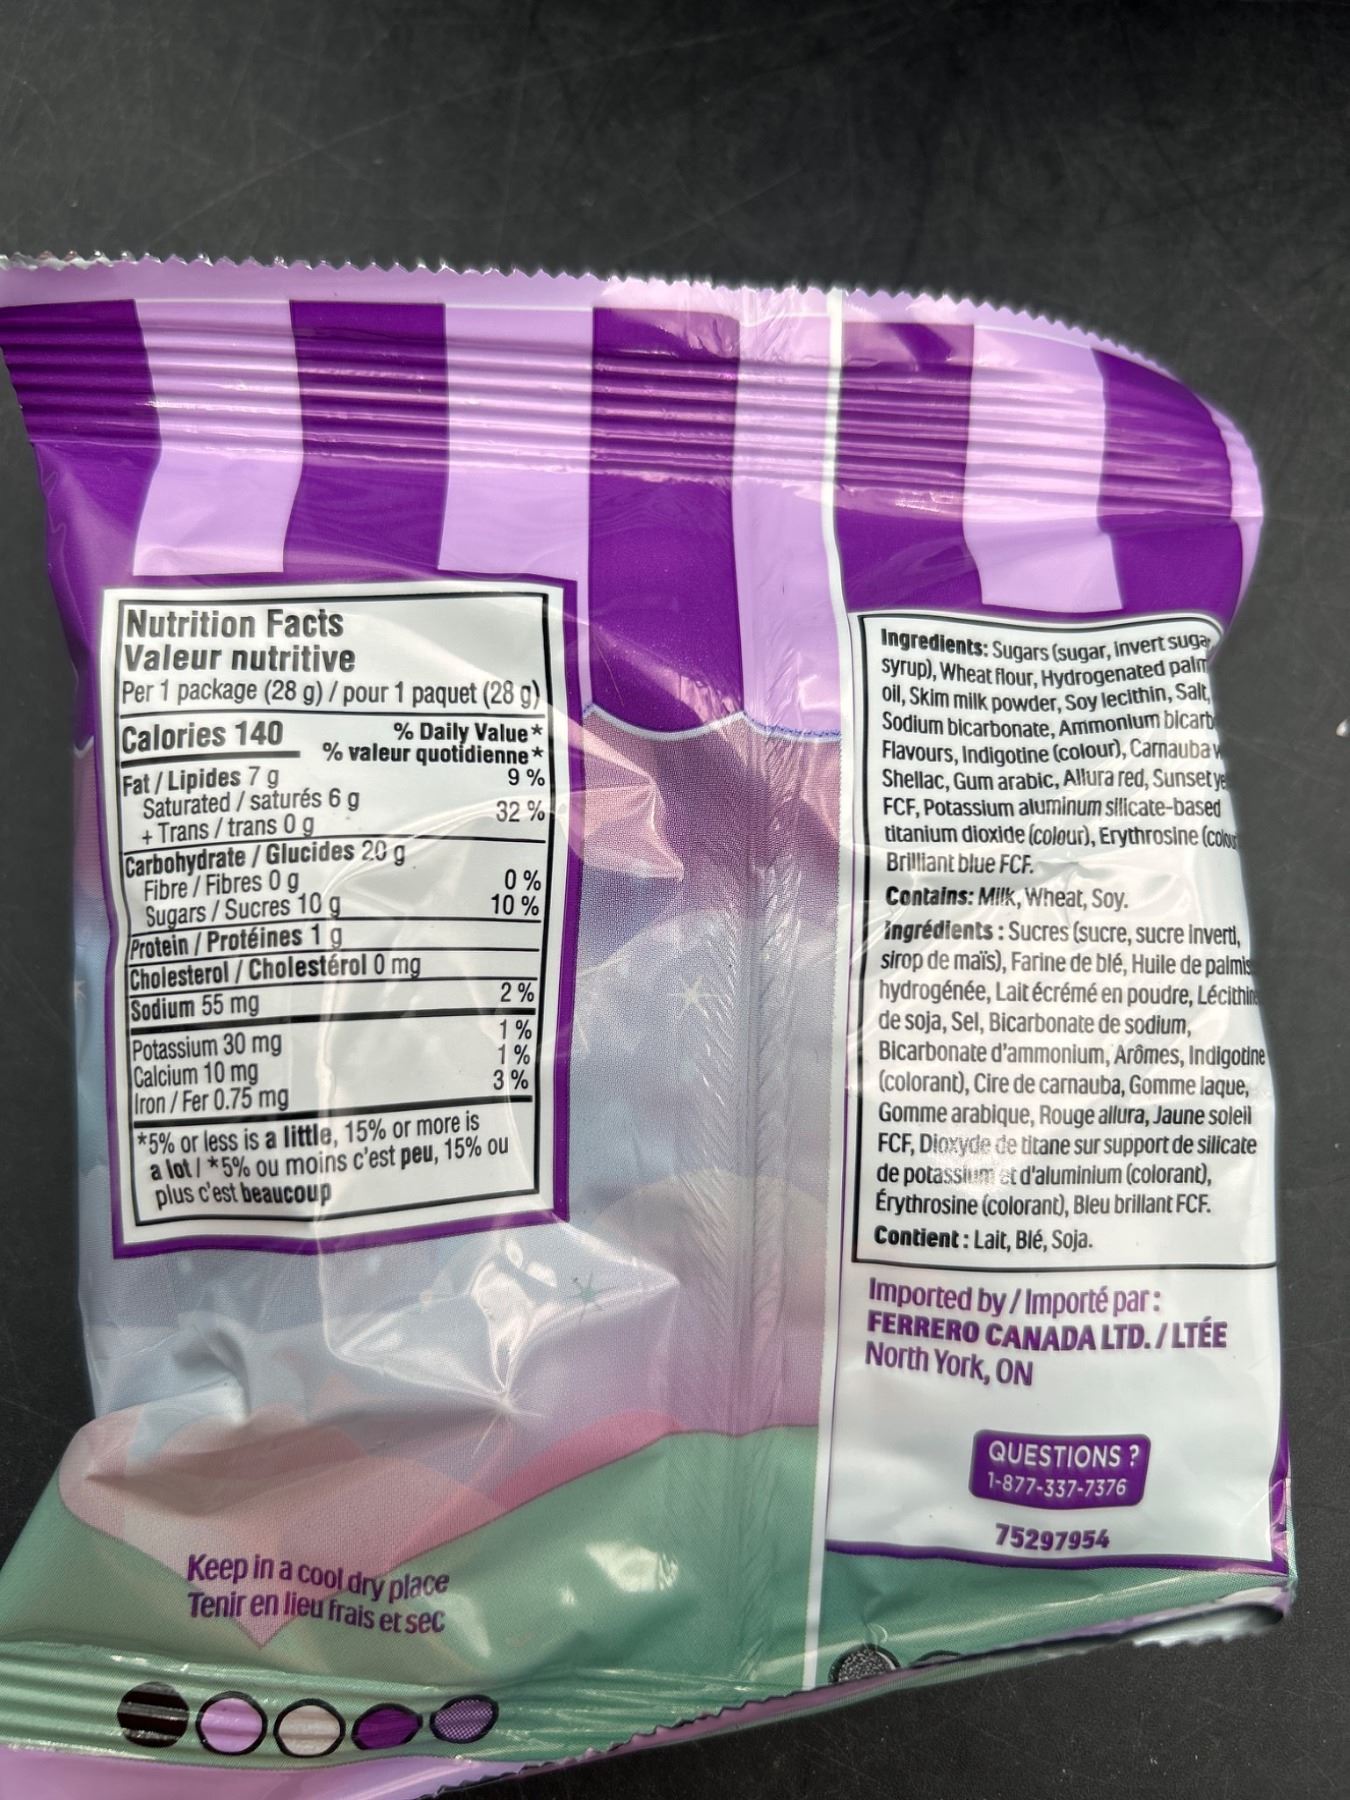 Nutrition Facts
Valeur nutritive
Per 1 package (28 g) / pour 1 paquet (28 g)
Calories 140
% Daily Value*
% valeur quotidienne*
Fat / Lipides 7 g 9 %
Saturated / saturés 6 g
+ Trans / trans 0 g 32 %
Carbohydrate / Glucides 20 g
Fibre / Fibres 0 g 0 %
Sugars / Sucres 10 g 10 %
Protein / Protéines 1 g
Cholesterol / Cholestérol 0 mg
Sodium 55 mg 2 %
Potassium 30 mg 1 %
Calcium 10 mg 1 %
Iron / Fer 0.75 mg 3 %
*5% or less is a little, 15% or more is
a lot / *5% ou moins c'est peu, 15% ou
plus c'est beaucoup
Keep in a cool dry place
Tenir en lieu frais et sec
Ingredients: Sugars (sugar, invert sugar,
syrup), Wheat flour, Hydrogenated palm
oil, Skim milk powder, Soy lecithin, Salt,
Sodium bicarbonate, Ammonium
Flavours, Indigotine (colour), Carnauba
Shellac, Gum arabic, Allura red, Sunset
FCF, Potassium aluminum silicate-based
titanium dioxide (colour), Erythrosine
Brilliant blue FCF.
Contains: Milk, Wheat, Soy.
Ingrédients : Sucres (sucre, sucre inverti,
sirop de maïs), Farine de blé, Huile de
hydrogénée, Lait écrémé en poudre, Lécithine
de soja, Sel, Bicarbonate de sodium,
Bicarbonate d'ammonium, Arômes, Indigotine
(colorant), Cire de carnauba, Gomme laque,
Gomme arabique, Rouge allura, Jaune soleil
FCF, Dioxyde de titane sur support de silicate
de potassium et d'aluminium (colorant),
Érythrosine (colorant), Bleu brillant FCF.
Contient : Lait, Blé, Soja.
Imported by / Importé par :
FERRERO CANADA LTD. / LTÉE
North York, ON
QUESTIONS ?
1-877-337-7376
75297954